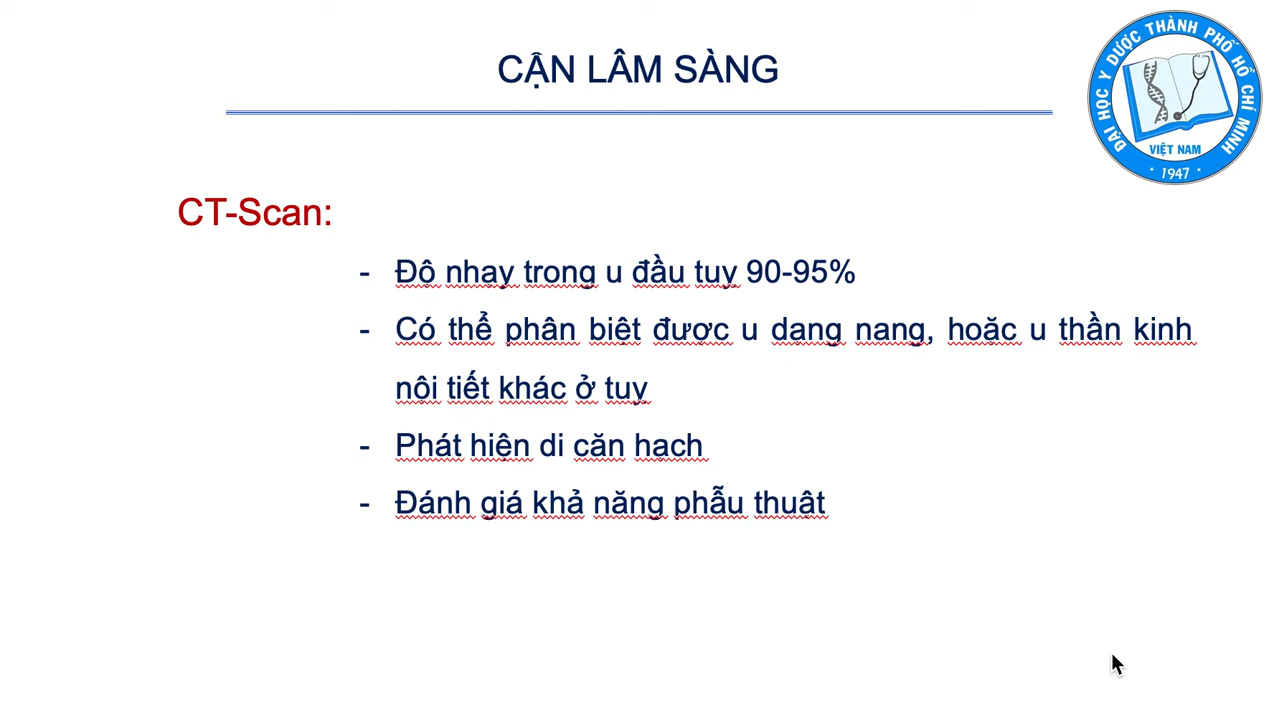 CẬN LÂM SÀNG
ĐẠI HỌC Y DƯỢC THÀNH PHỐ HỒ CHÍ MINH
VIỆT NAM
* 1947 *
CT-Scan:
- Độ nhạy trong u đầu tuỵ 90-95%
- Có thể phân biệt được u dạng nang, hoặc u thần kinh
nội tiết khác ở tuỵ
- Phát hiện di căn hạch
- Đánh giá khả năng phẫu thuật